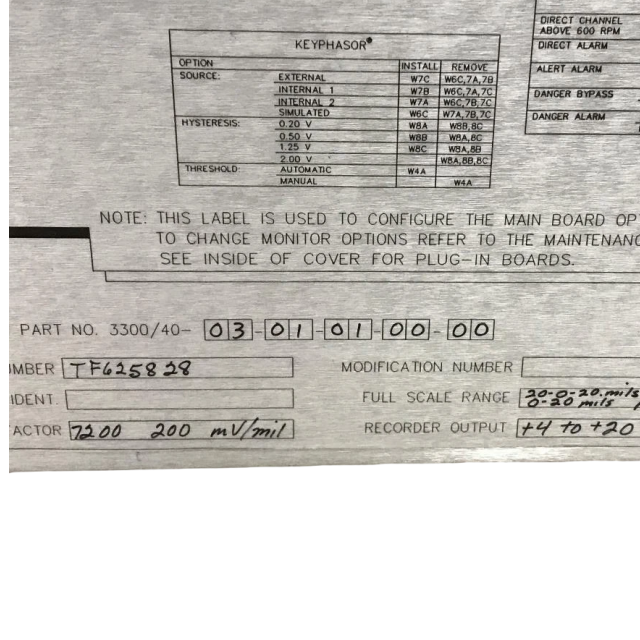 DIRECT CHANNEL
ABOVE 600 RPM
DIRECT ALARM
ALERT ALARM
DANGER BYPASS
DANGER ALARM
KEYPHASOR®
OPTION INSTALL REMOVE
SOURCE: EXTERNAL W7C W6C,7A,7B
INTERNAL 1 W7B W6C,7A,7C
INTERNAL 2 W7A W6C,7B,7C
SIMULATED W6C W7A,7B,7C
HYSTERESIS: 0.20 V W8A W8B,8C
0.50 V W8B W8A,8C
1.25 V W8C W8A,8B
2.00 V W8A,8B,8C
THRESHOLD: AUTOMATIC W4A
MANUAL W4A
NOTE: THIS LABEL IS USED TO CONFIGURE THE MAIN BOARD OP
TO CHANGE MONITOR OPTIONS REFER TO THE MAINTENANC
SEE INSIDE OF COVER FOR PLUG-IN BOARDS.
PART NO. 3300/40- 03-01-01-00-00
MBER TF625828 MODIFICATION NUMBER
IDENT. FULL SCALE RANGE 20-0-20 mils
0-20 mils
ACTOR 7200 200 mV/mil RECORDER OUTPUT +4 to +20